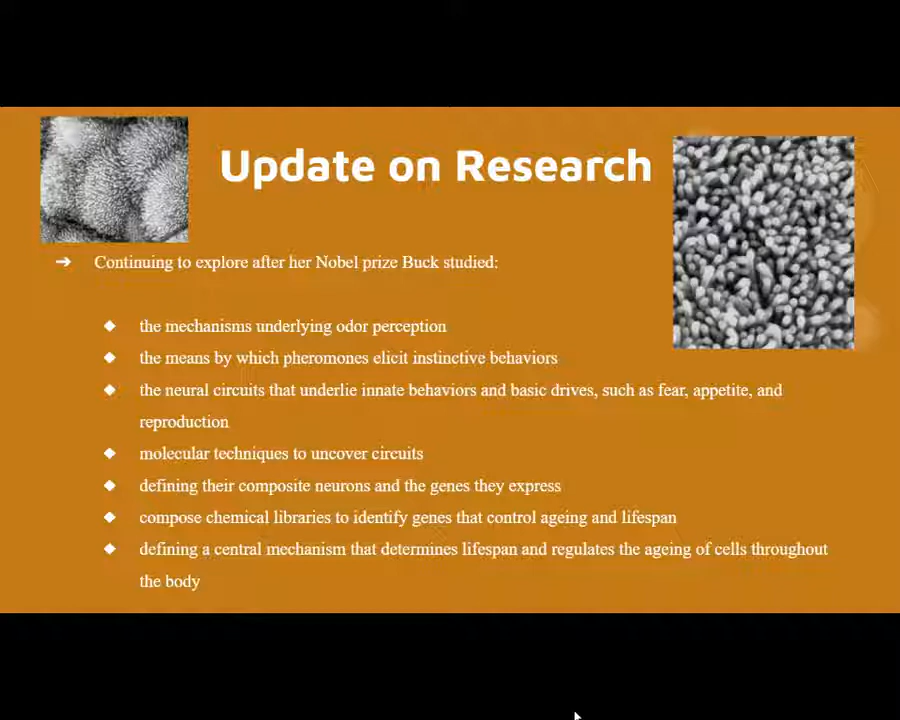 Update on Research
➔ Continuing to explore after her Nobel prize Buck studied:
◆ the mechanisms underlying odor perception
◆ the means by which pheromones elicit instinctive behaviors
◆ the neural circuits that underlie innate behaviors and basic drives, such as fear, appetite, and
reproduction
◆ molecular techniques to uncover circuits
◆ defining their composite neurons and the genes they express
◆ compose chemical libraries to identify genes that control ageing and lifespan
◆ defining a central mechanism that determines lifespan and regulates the ageing of cells throughout
the body